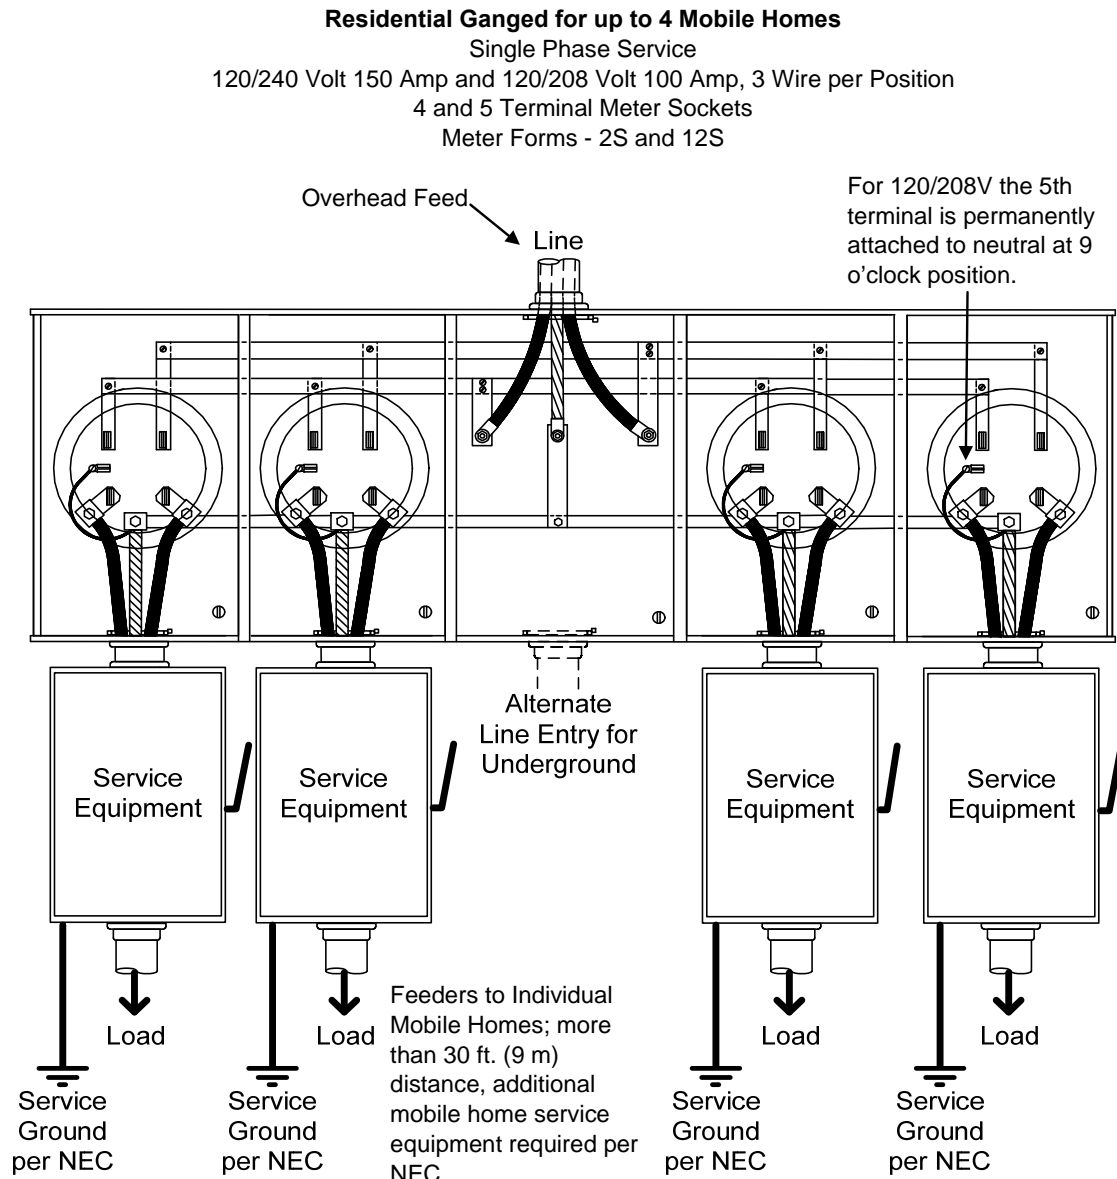 Residential Ganged for up to 4 Mobile Homes
Single Phase Service
120/240 Volt 150 Amp and 120/208 Volt 100 Amp, 3 Wire per Position
4 and 5 Terminal Meter Sockets
Meter Forms - 2S and 12S
Overhead Feed
Line
For 120/208V the 5th
terminal is permanently
attached to neutral at 9
o'clock position.
Alternate
Line Entry for
Underground
Service
Equipment
Service
Equipment
Service
Equipment
Service
Equipment
Load
Load
Load
Load
Feeders to Individual
Mobile Homes; more
than 30 ft. (9 m)
distance, additional
mobile home service
equipment required per
NEC
Service
Ground
per NEC
Service
Ground
per NEC
Service
Ground
per NEC
Service
Ground
per NEC